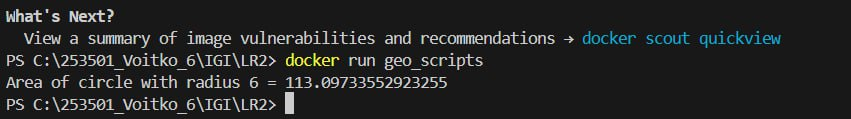 What's Next?
View a summary of image vulnerabilities and recommendations → docker scout quickview
PS C:\253501_Voitko_6\IGI\LR2> docker run geo_scripts
Area of circle with radius 6 = 113.09733552923255
PS C:\253501_Voitko_6\IGI\LR2>